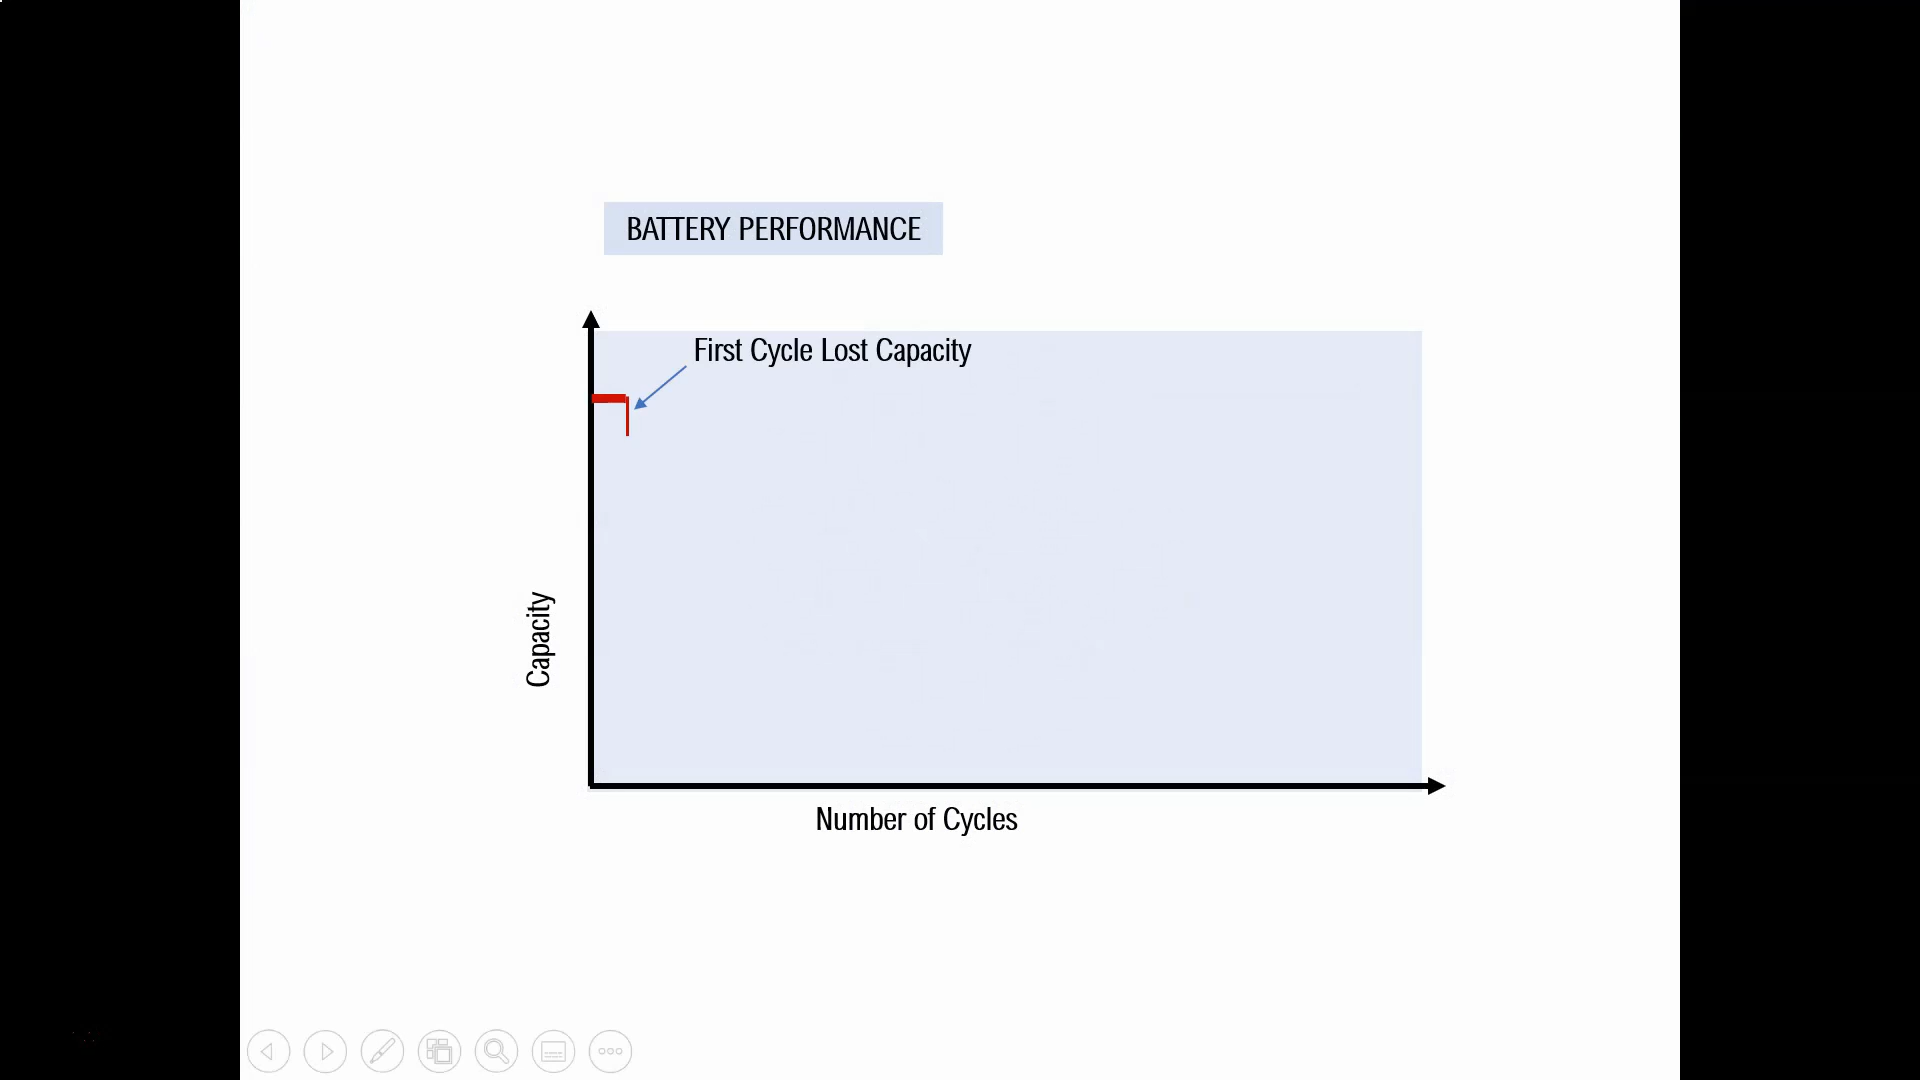 BATTERY PERFORMANCE
First Cycle Lost Capacity
Capacity
Number of Cycles